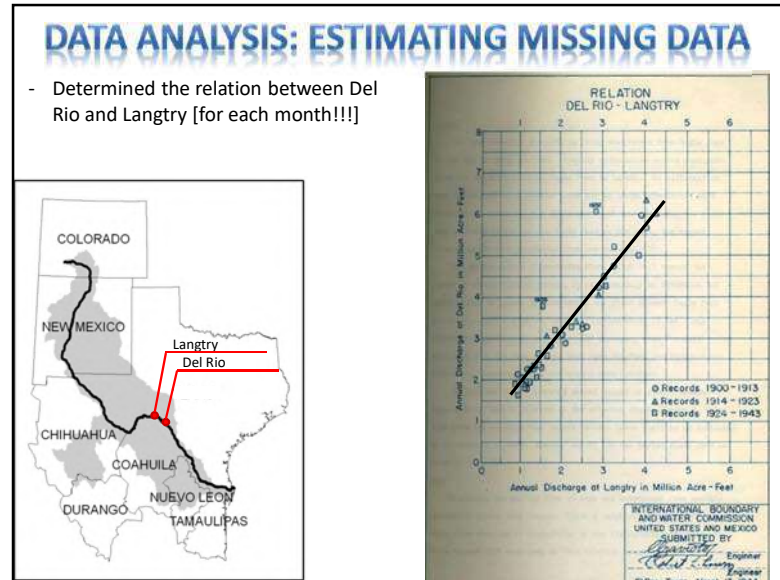 DATA ANALYSIS: ESTIMATING MISSING DATA
- Determined the relation between Del
Rio and Langtry [for each month!!!]
COLORADO
NEW MEXICO
Langtry
Del Rio
CHIHUAHUA
COAHUILA
NUEVO LEON
DURANGO
TAMAULIPAS
RELATION
DEL RIO - LANGTRY
1 2 3 4 5 6
8
7
6
5
4
3
2
1
0
Annual Discharge at Del Rio in Million Acre - Feet
O Records 1900 - 1913
△ Records 1914 - 1923
□ Records 1924 - 1943
0 1 2 3 4 5 6
Annual Discharge at Langtry in Million Acre - Feet
INTERNATIONAL BOUNDARY
AND WATER COMMISSION
UNITED STATES AND MEXICO
SUBMITTED BY
Engineer
Engineer